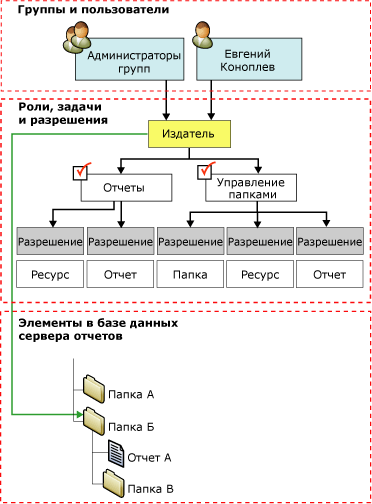 Группы и пользователи
Администраторы
групп
Евгений
Коноплев
Роли, задачи
и разрешения
Издатель
Отчеты
Управление
папками
Разрешение
Разрешение
Разрешение
Разрешение
Разрешение
Ресурс
Отчет
Папка
Ресурс
Отчет
Элементы в базе данных
сервера отчетов
Папка А
Папка Б
Отчет А
Папка В